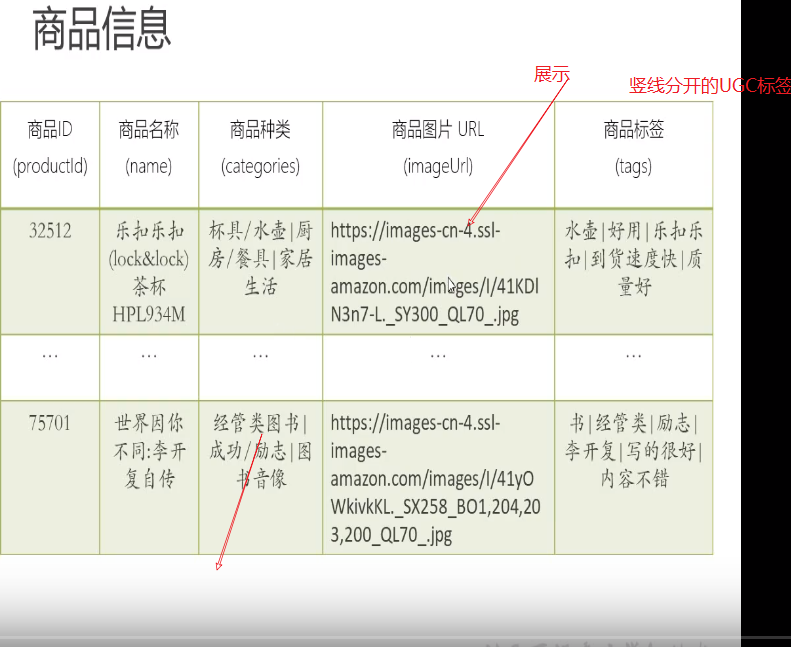 商品信息
展示
竖线分开的UGC标签
商品ID
(productId)
商品名称
(name)
商品种类
(categories)
商品图片 URL
(imageUrl)
商品标签
(tags)
32512
乐扣乐扣
(lock&lock)
茶杯
HPL934M
杯具/水壶|厨
房/餐具|家居
生活
https://images-cn-4.ssl-
images-
amazon.com/images/I/41KDl
N3n7-L._SY300_QL70_.jpg
水壶|好用|乐扣乐
扣|到货速度快|质
量好
...
...
...
...
...
75701
世界因你
不同:李开
复自传
经管类图书|
成功/励志|图
书音像
https://images-cn-4.ssl-
images-
amazon.com/images/I/41yO
WkivkKL._SX258_BO1,204,20
3,200_QL70_.jpg
书|经管类|励志|
李开复|写的很好|
内容不错